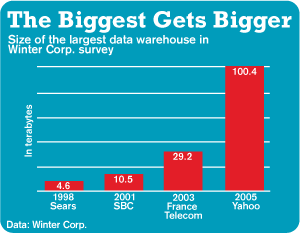 The Biggest Gets Bigger
Size of the largest data warehouse in
Winter Corp. survey
In terabytes
4.6
10.5
29.2
100.4
1998
Sears
2001
SBC
2003
France
Telecom
2005
Yahoo
Data: Winter Corp.